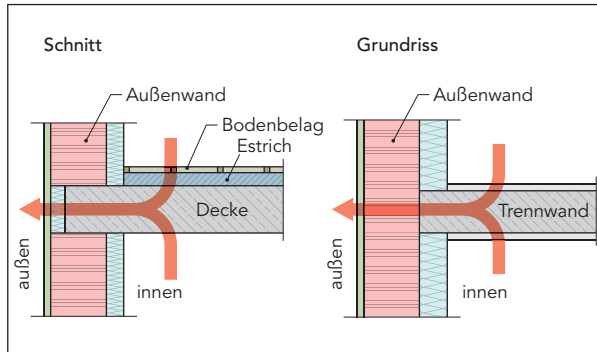 Schnitt
Außenwand
Bodenbelag
Estrich
Decke
außen
innen
Grundriss
Außenwand
Trennwand
außen
innen